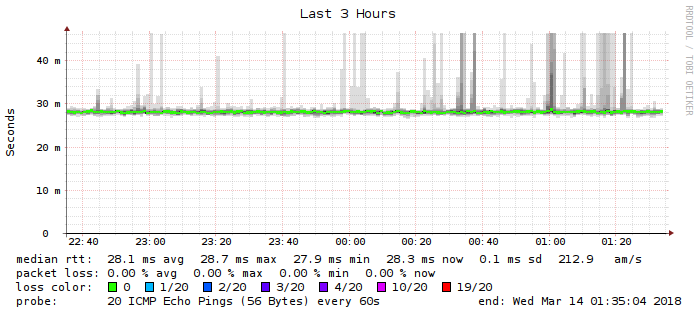 Last 3 Hours
RRDTOOL / TOBI OETIKER
Seconds
40 m
30 m
20 m
10 m
0
22:40 23:00 23:20 23:40 00:00 00:20 00:40 01:00 01:20
median rtt: 28.1 ms avg 28.7 ms max 27.9 ms min 28.3 ms now 0.1 ms sd 212.9 am/s
packet loss: 0.00 % avg 0.00 % max 0.00 % min 0.00 % now
loss color: 0 1/20 2/20 3/20 4/20 10/20 19/20
probe: 20 ICMP Echo Pings (56 Bytes) every 60s end: Wed Mar 14 01:35:04 2018